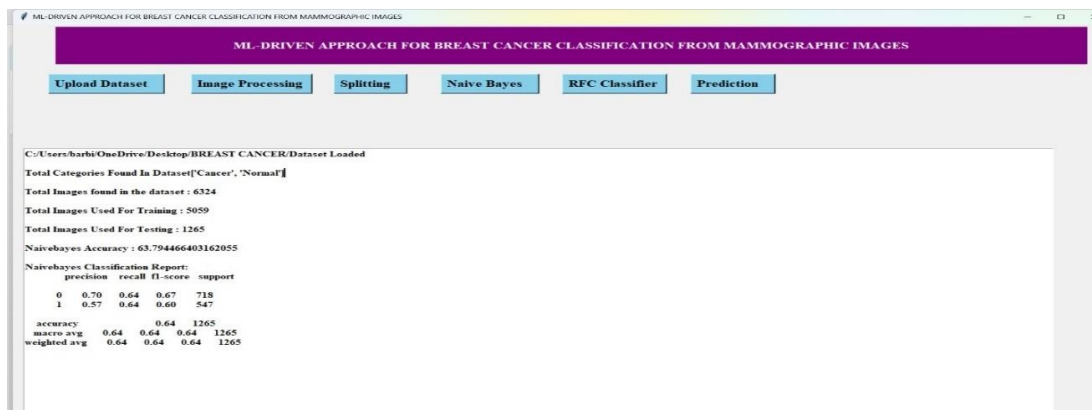 ML-DRIVEN APPROACH FOR BREAST CANCER CLASSIFICATION FROM MAMMOGRAPHIC IMAGES
ML-DRIVEN APPROACH FOR BREAST CANCER CLASSIFICATION FROM MAMMOGRAPHIC IMAGES
Upload Dataset Image Processing Splitting Naive Bayes RFC Classifier Prediction
C:/Users/barbi/OneDrive/Desktop/BREAST CANCER/Dataset Loaded
Total Categories Found In Dataset['Cancer', 'Normal']
Total Images found in the dataset : 6324
Total Images Used For Training : 5059
Total Images Used For Testing : 1265
Naivebayes Accuracy : 63.794466403162055
Naivebayes Classification Report:
precision recall f1-score support
0 0.70 0.64 0.67 718
1 0.57 0.64 0.60 547
accuracy 0.64 1265
macro avg 0.64 0.64 0.64 1265
weighted avg 0.64 0.64 0.64 1265